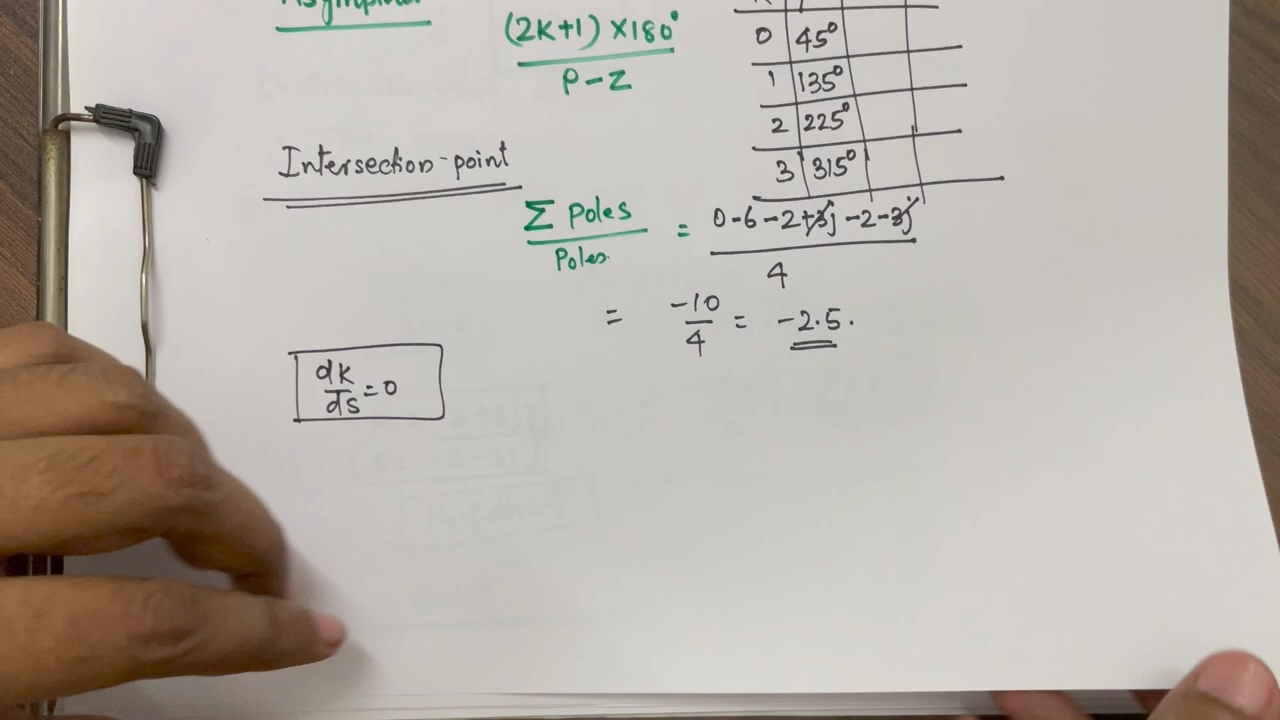 (2K+1) ×180°
P-Z
0 45°
1 135°
2 225°
3 315°
Intersection-point
Σ Poles
Poles.
= 0-6-2+3j-2-3j
4
= -10/4 = -2.5.
dK/ds=0